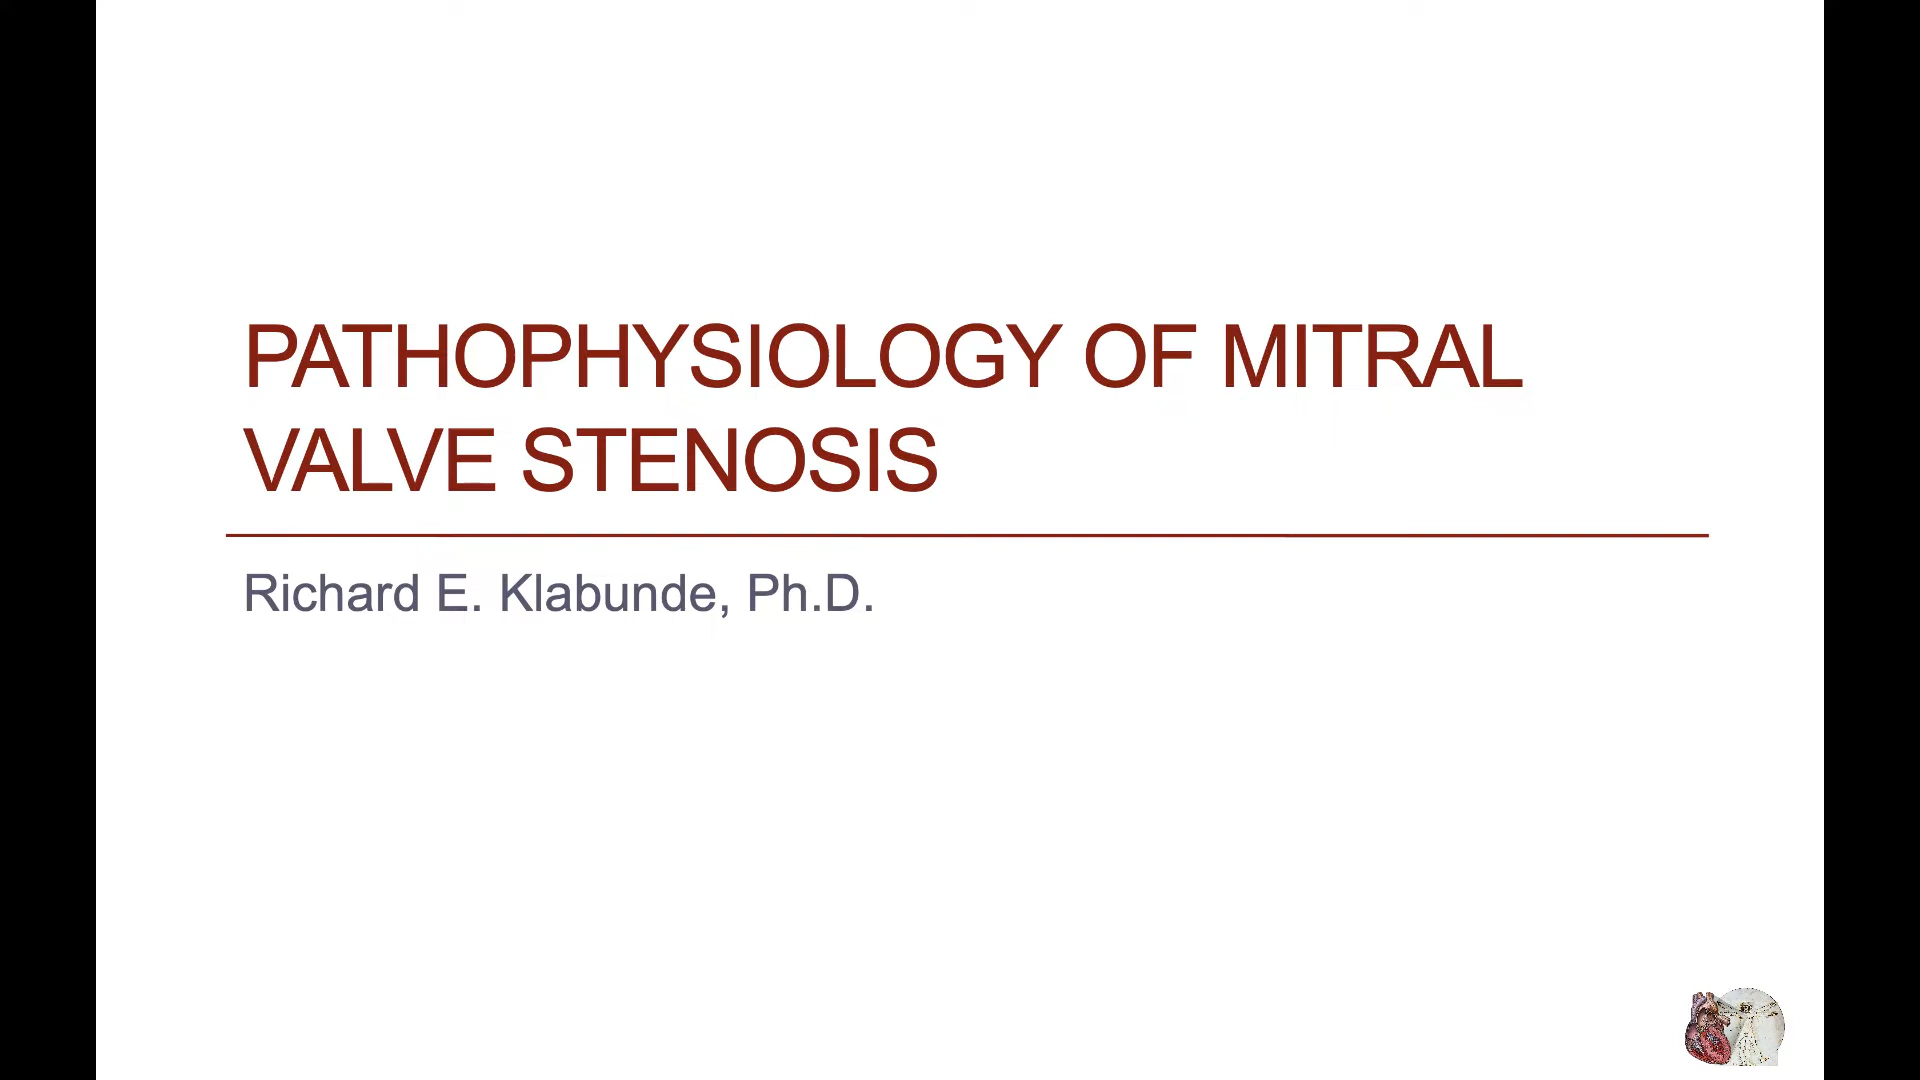 PATHOPHYSIOLOGY OF MITRAL
VALVE STENOSIS
Richard E. Klabunde, Ph.D.